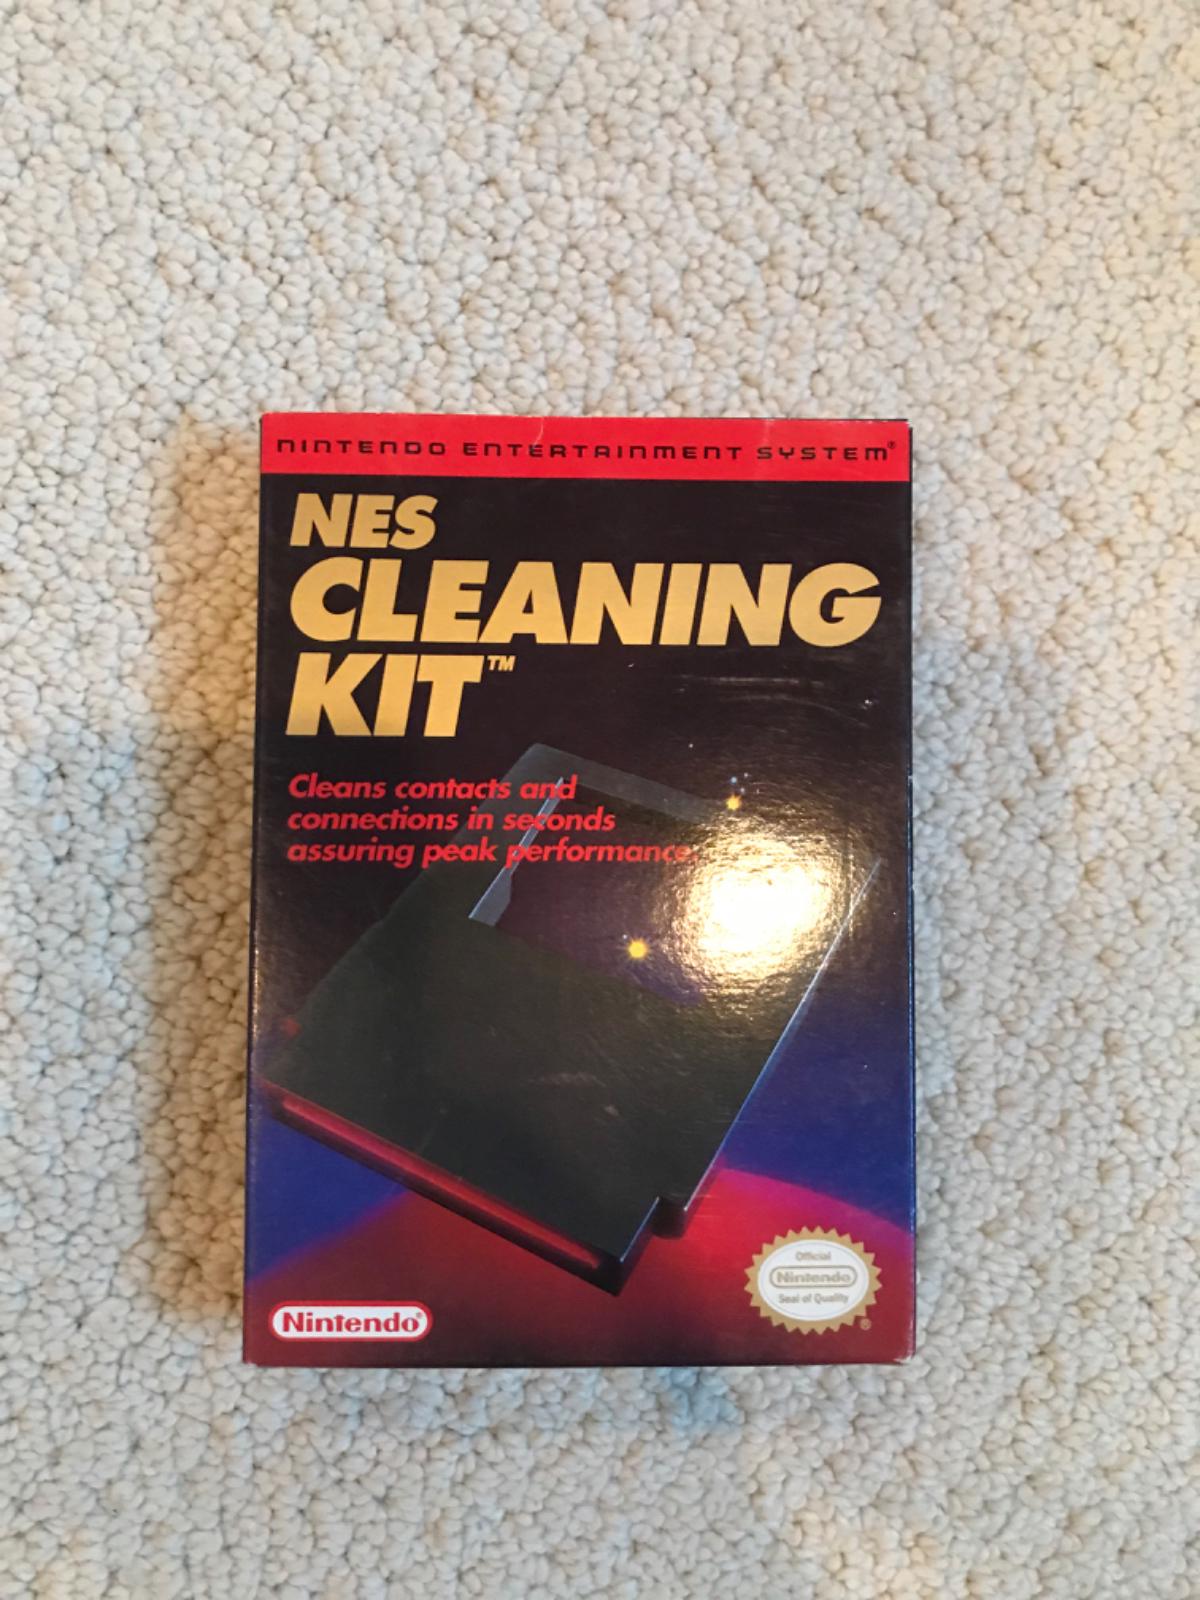 NINTENDO ENTERTAINMENT SYSTEM®
NES
CLEANING
KIT™
Cleans contacts and
connections in seconds
assuring peak performance.
Official
Nintendo
Seal of Quality
®
Nintendo®